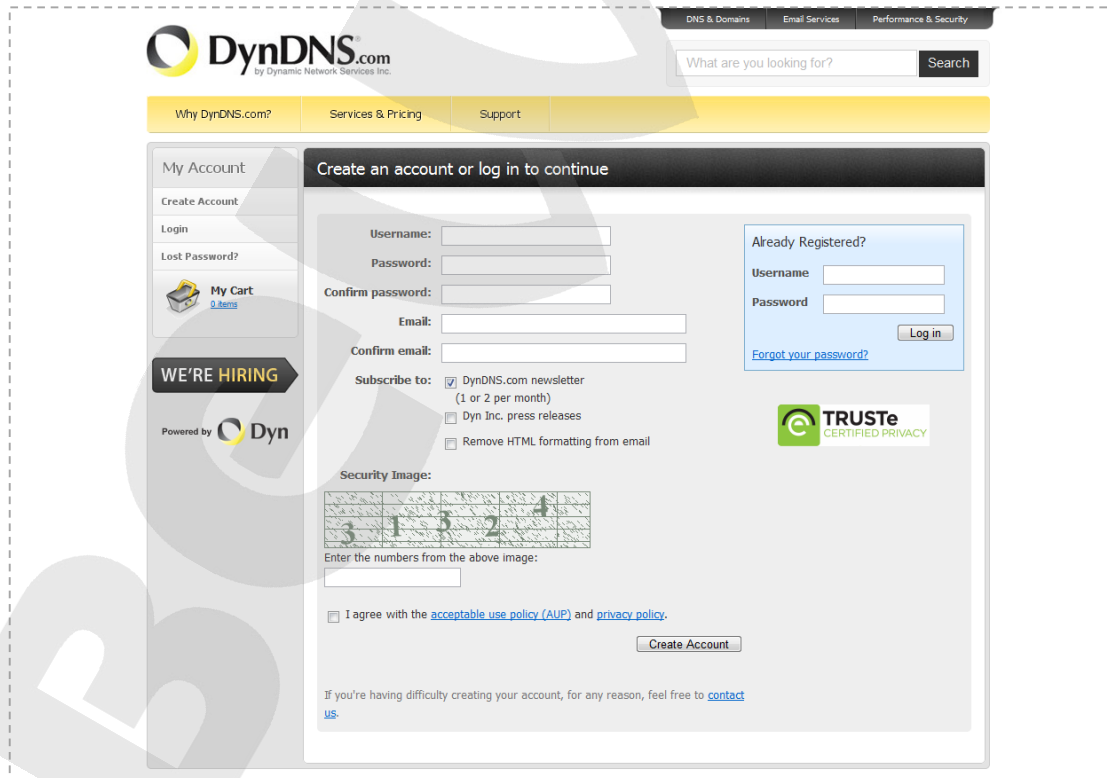 DNS & Domains
Email Services
Performance & Security
DynDNS.com
by Dynamic Network Services Inc.
What are you looking for?
Search
Why DynDNS.com?
Services & Pricing
Support
My Account
Create Account
Login
Lost Password?
My Cart
0 items
WE'RE HIRING
Powered by Dyn
Create an account or log in to continue
Username:
Password:
Confirm password:
Email:
Confirm email:
Subscribe to:
DynDNS.com newsletter
(1 or 2 per month)
Dyn Inc. press releases
Remove HTML formatting from email
Security Image:
3 1 3 2 4
Enter the numbers from the above image:
I agree with the acceptable use policy (AUP) and privacy policy.
Create Account
If you're having difficulty creating your account, for any reason, feel free to contact
us.
Already Registered?
Username
Password
Log in
Forgot your password?
TRUSTe
CERTIFIED PRIVACY